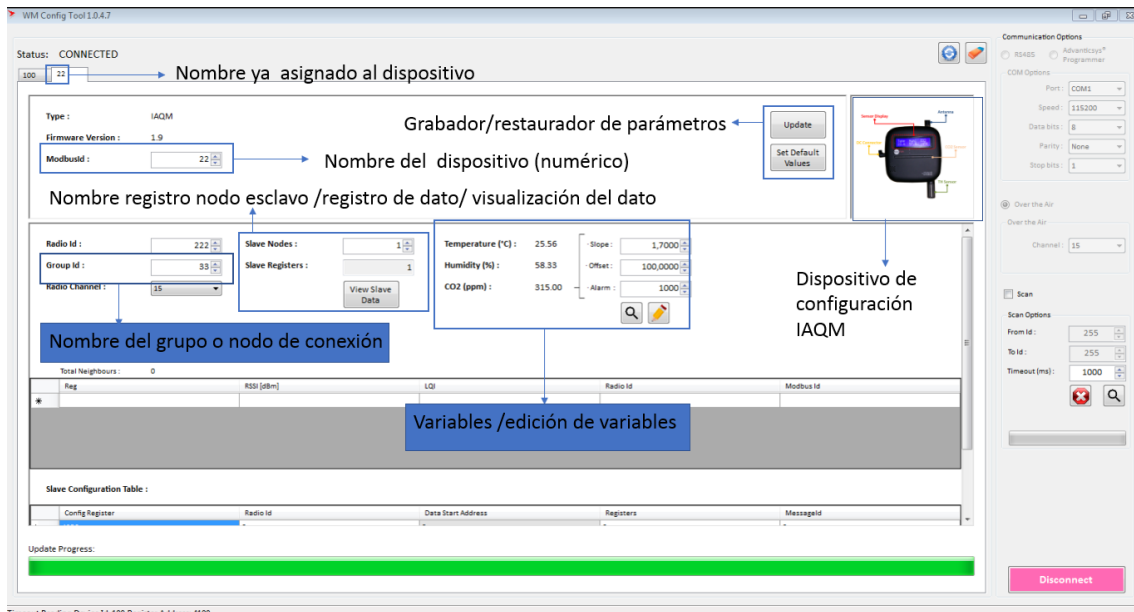 WM Config Tool 1.0.4.7
Status: CONNECTED
100 22
Nombre ya asignado al dispositivo
Type : IAQM
Firmware Version : 1.9
ModbusId : 22
Nombre del dispositivo (numérico)
Grabador/restaurador de parámetros
Update
Set Default
Values
Nombre registro nodo esclavo /registro de dato/ visualización del dato
Radio Id : 222
Group Id : 33
Radio Channel : 15
Slave Nodes : 1
Slave Registers : 1
View Slave
Data
Temperature (°C) : 25.56
Humidity (%) : 58.33
CO2 (ppm) : 315.00
Slope : 1,7000
Offset : 100,0000
Alarm : 1000
Dispositivo de
configuración
IAQM
Nombre del grupo o nodo de conexión
Total Neighbours : 0
Reg RSSI [dBm] LQI Radio Id Modbus Id
Variables /edición de variables
Slave Configuration Table :
Config Register Radio Id Data Start Address Registers MessageId
Update Progress:
Communication Options
RS485 Advanticsys®
Programmer
COM Options
Port : COM1
Speed : 115200
Data bits : 8
Parity : None
Stop bits : 1
Over the Air
Over the Air
Channel : 15
Scan
Scan Options
From Id : 255
To Id : 255
Timeout (ms) : 1000
Disconnect